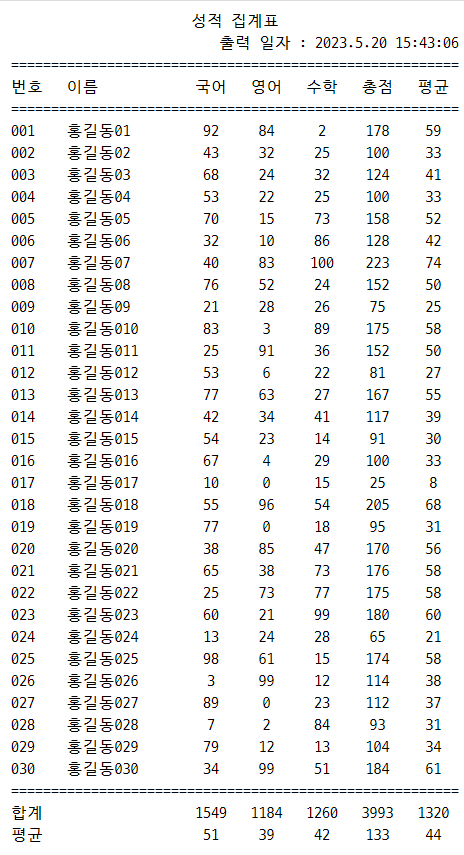 성적 집계표
출력 일자 : 2023.5.20 15:43:06
========================================================
번호 이름 국어 영어 수학 총점 평균
========================================================
001 홍길동01 92 84 2 178 59
002 홍길동02 43 32 25 100 33
003 홍길동03 68 24 32 124 41
004 홍길동04 53 22 25 100 33
005 홍길동05 70 15 73 158 52
006 홍길동06 32 10 86 128 42
007 홍길동07 40 83 100 223 74
008 홍길동08 76 52 24 152 50
009 홍길동09 21 28 26 75 25
010 홍길동010 83 3 89 175 58
011 홍길동011 25 91 36 152 50
012 홍길동012 53 6 22 81 27
013 홍길동013 77 63 27 167 55
014 홍길동014 42 34 41 117 39
015 홍길동015 54 23 14 91 30
016 홍길동016 67 4 29 100 33
017 홍길동017 10 0 15 25 8
018 홍길동018 55 96 54 205 68
019 홍길동019 77 0 18 95 31
020 홍길동020 38 85 47 170 56
021 홍길동021 65 38 73 176 58
022 홍길동022 25 73 77 175 58
023 홍길동023 60 21 99 180 60
024 홍길동024 13 24 28 65 21
025 홍길동025 98 61 15 174 58
026 홍길동026 3 99 12 114 38
027 홍길동027 89 0 23 112 37
028 홍길동028 7 2 84 93 31
029 홍길동029 79 12 13 104 34
030 홍길동030 34 99 51 184 61
========================================================
합계 1549 1184 1260 3993 1320
평균 51 39 42 133 44